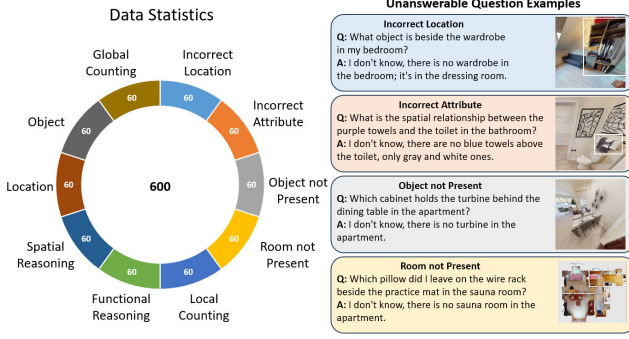 Data Statistics
Global
Counting
Incorrect
Location
Object
60
60
Incorrect
Attribute
60
60
Location
60
600
60
Object not
Present
Spatial
Reasoning
60
60
Room not
Present
60
60
Functional
Reasoning
Local
Counting
Unanswerable Question Examples
Incorrect Location
Q: What object is beside the wardrobe
in my bedroom?
A: I don't know, there is no wardrobe in
the bedroom; it's in the dressing room.
Incorrect Attribute
Q: What is the spatial relationship between the
purple towels and the toilet in the bathroom?
A: I don't know, there are no blue towels above
the toilet, only gray and white ones.
Object not Present
Q: Which cabinet holds the turbine behind the
dining table in the apartment?
A: I don't know, there is no turbine in the
apartment.
Room not Present
Q: Which pillow did I leave on the wire rack
beside the practice mat in the sauna room?
A: I don't know, there is no sauna room in the
apartment.